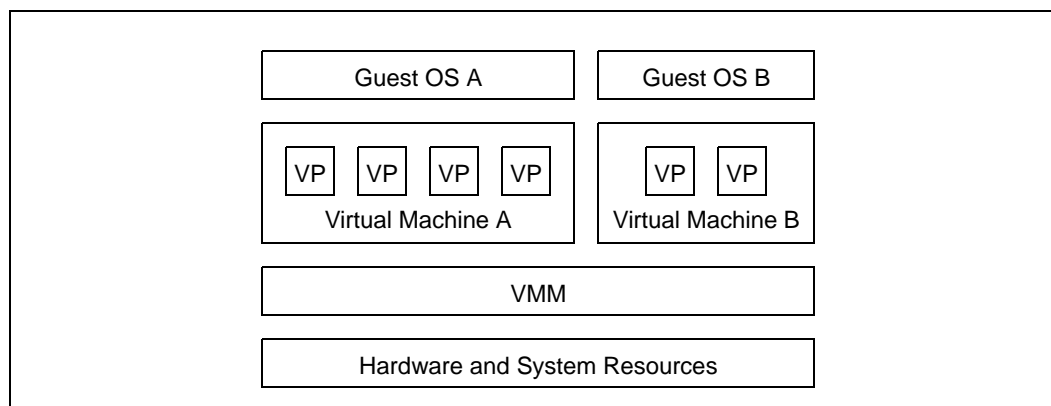 Guest OS A Guest OS B
VP VP VP VP VP VP
Virtual Machine A Virtual Machine B
VMM
Hardware and System Resources